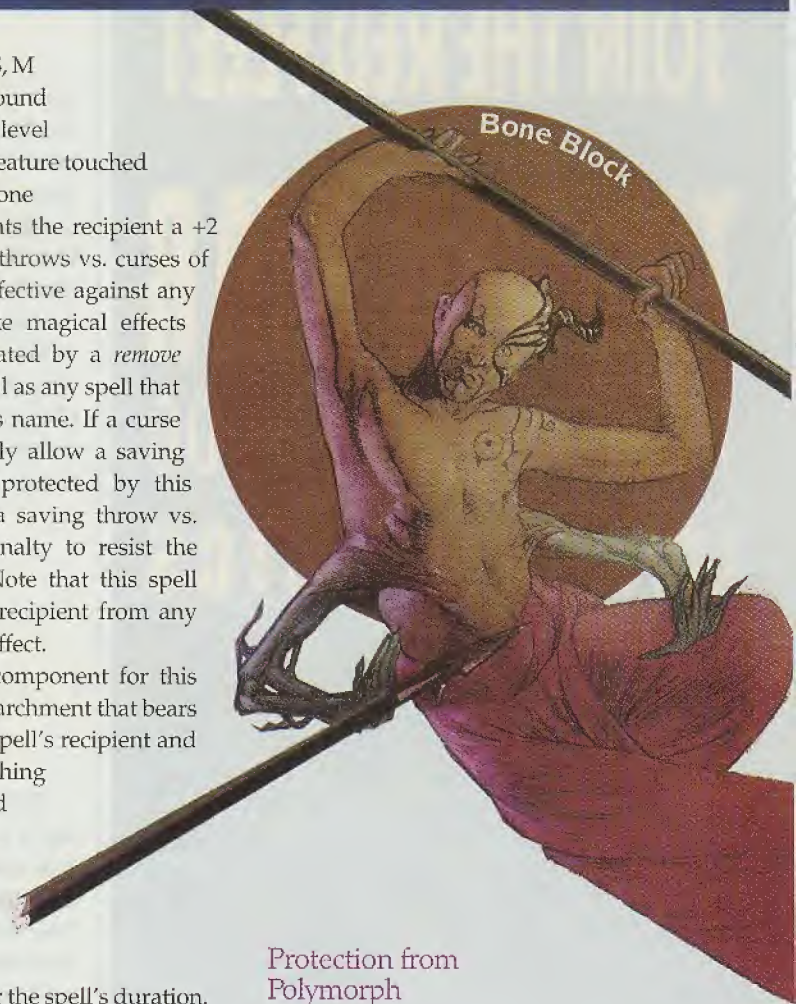 , M
ound
level
eature touched
one
nts the recipient a +2
throws vs. curses of
fective against any
ke magical effects
ated by a remove
l as any spell that
s name. If a curse
ly allow a saving
protected by this
a saving throw vs.
nalty to resist the
Note that this spell
recipient from any
ffect.
component for this
archment that bears
spell's recipient and
hing
d
r the spell's duration.
Bone Block
Protection from
Polymorph